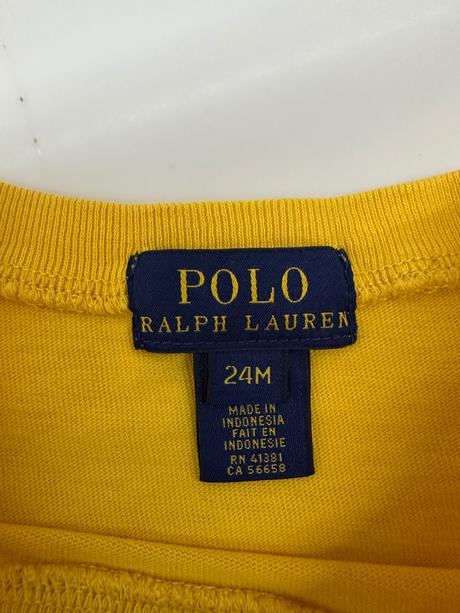 POLO
RALPH LAUREN
24M
MADE IN
INDONESIA
FAIT EN
INDONESIE
RN 41381
CA 56658